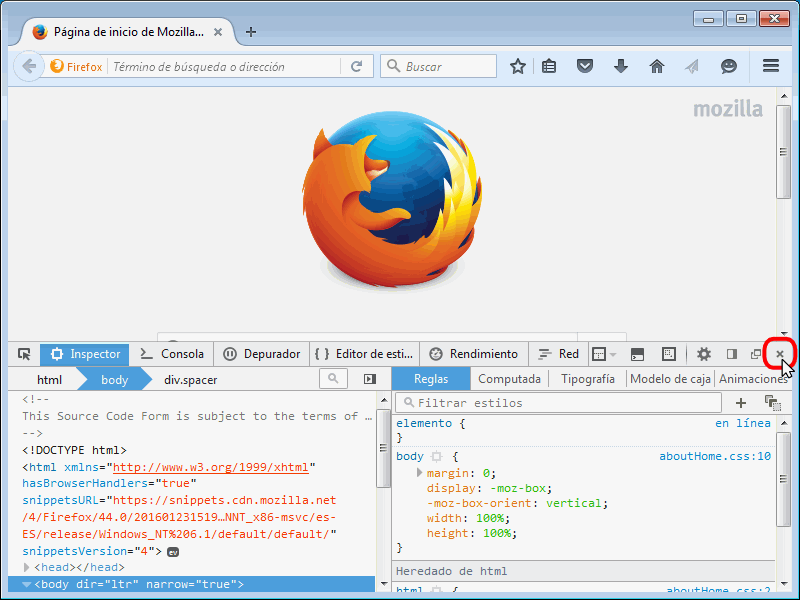 Página de inicio de Mozilla...
Firefox
Término de búsqueda o dirección
Buscar
mozilla
Inspector
Consola
Depurador
Editor de esti...
Rendimiento
Red
html
body
div.spacer
Reglas
Computada
Tipografía
Modelo de caja
Animaciones
<!--
This Source Code Form is subject to the terms of …
-->
<!DOCTYPE html>
<html xmlns="http://www.w3.org/1999/xhtml"
hasBrowserHandlers="true"
snippetsURL="https://snippets.cdn.mozilla.net
/4/Firefox/44.0/201601231519…NNT_x86-msvc/es-
ES/release/Windows_NT%206.1/default/default/"
snippetsVersion="4"> ev
<head></head>
<body dir="ltr" narrow="true">
Filtrar estilos
elemento { en línea
}
body { aboutHome.css:10
margin: 0;
display: -moz-box;
-moz-box-orient: vertical;
width: 100%;
height: 100%;
}
Heredado de html
html { aboutHome.css:2